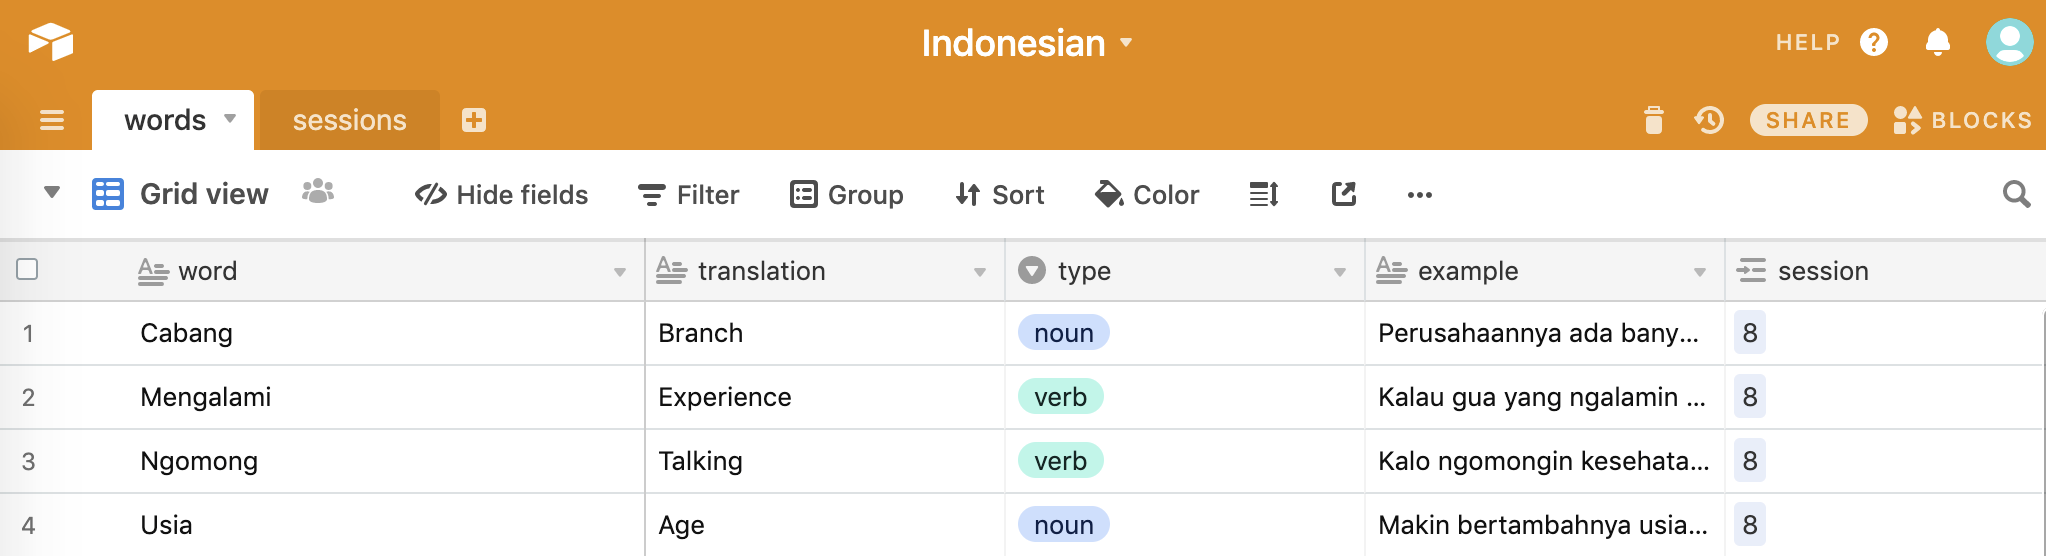 Indonesian
HELP
words
sessions
SHARE
BLOCKS
Grid view
Hide fields
Filter
Group
Sort
Color
word translation type example session
1 Cabang Branch noun Perusahaannya ada bany... 8
2 Mengalami Experience verb Kalau gua yang ngalamin ... 8
3 Ngomong Talking verb Kalo ngomongin kesehata... 8
4 Usia Age noun Makin bertambahnya usia... 8